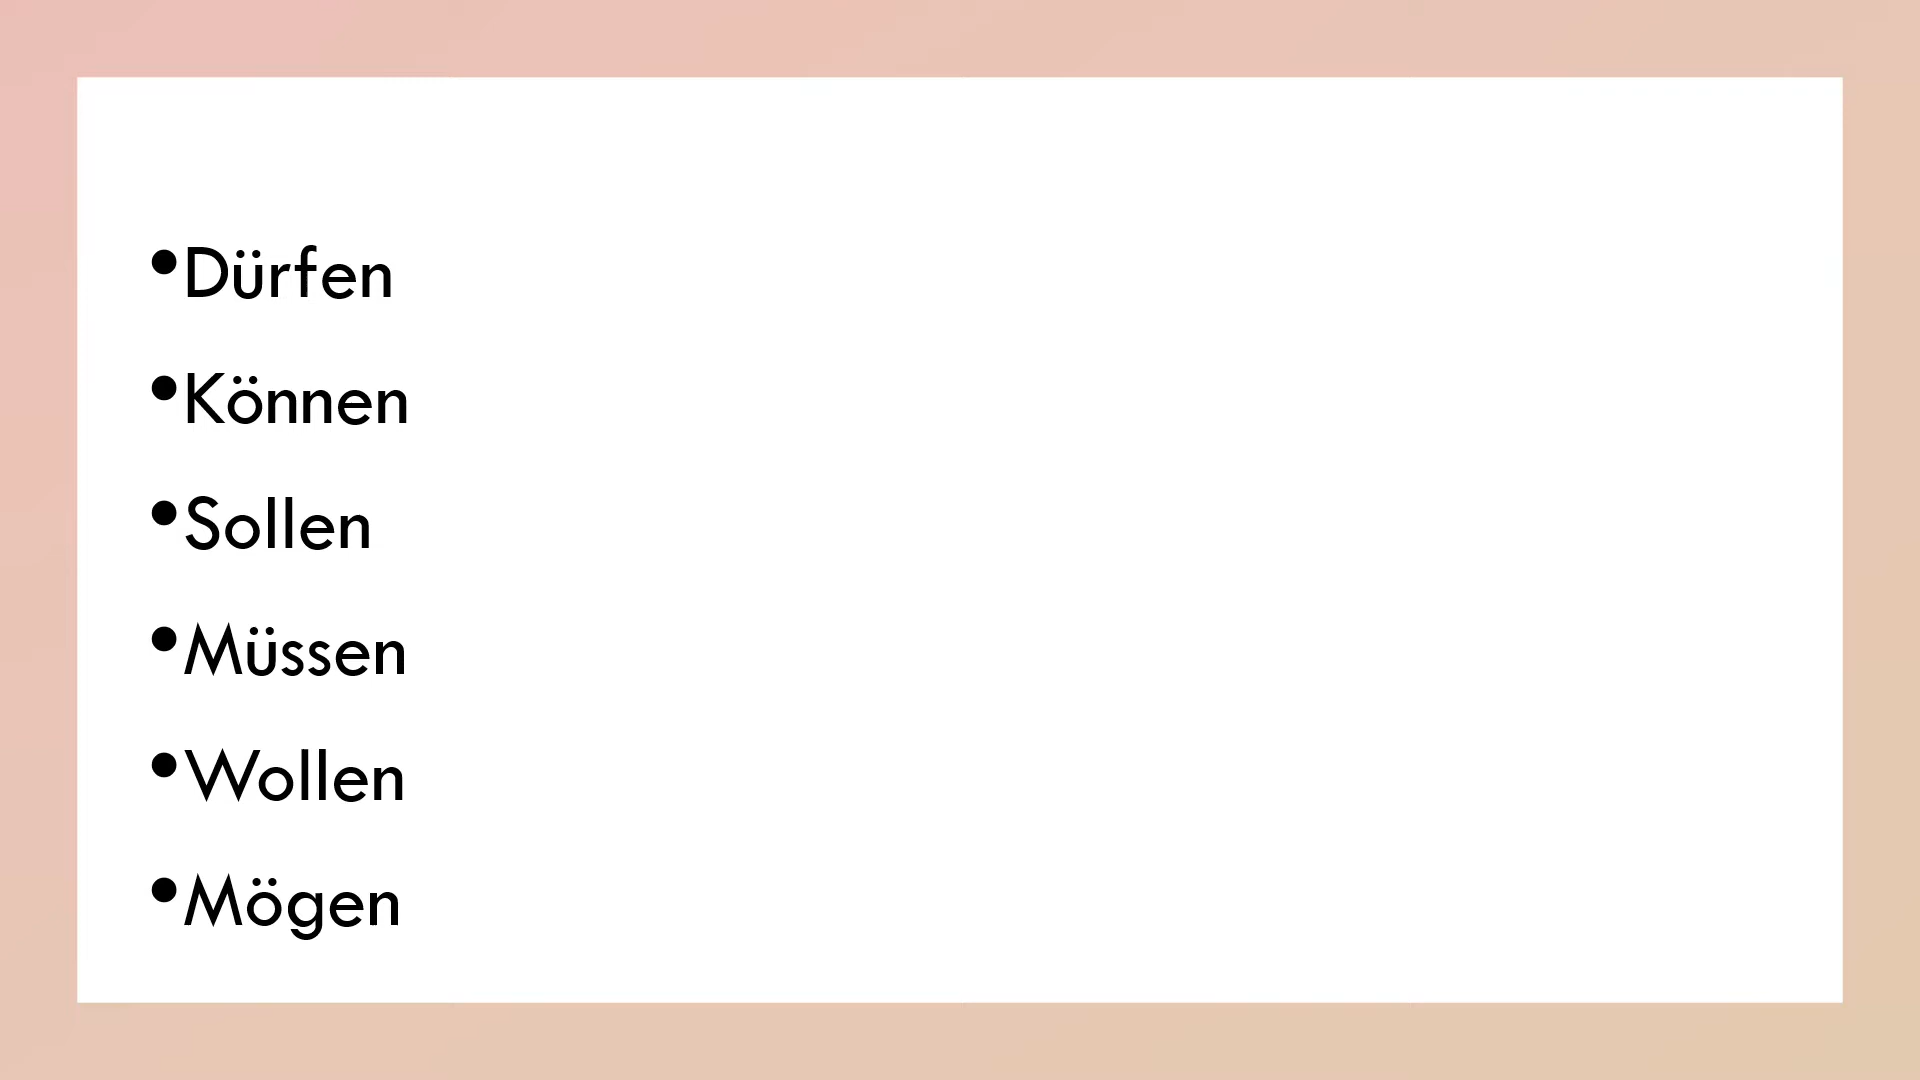 •Dürfen
•Können
•Sollen
•Müssen
•Wollen
•Mögen